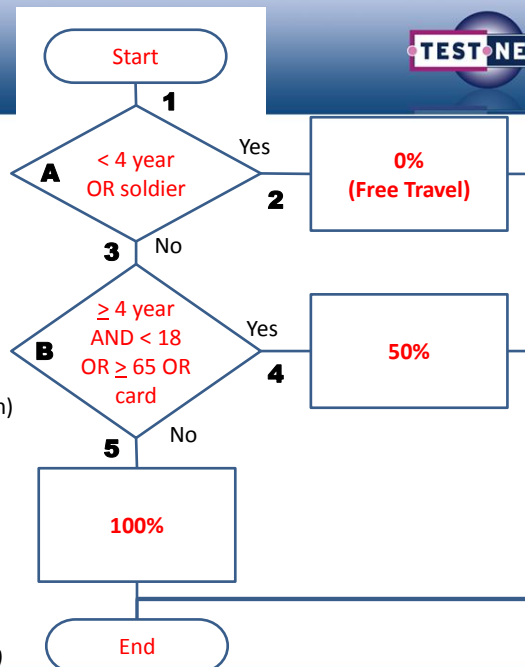 TEST NE
Start
1
A
< 4 year
OR soldier
Yes
2
0%
(Free Travel)
3
No
B
≥ 4 year
AND < 18
OR ≥ 65 OR
card
Yes
4
50%
)
5
No
100%
End
)